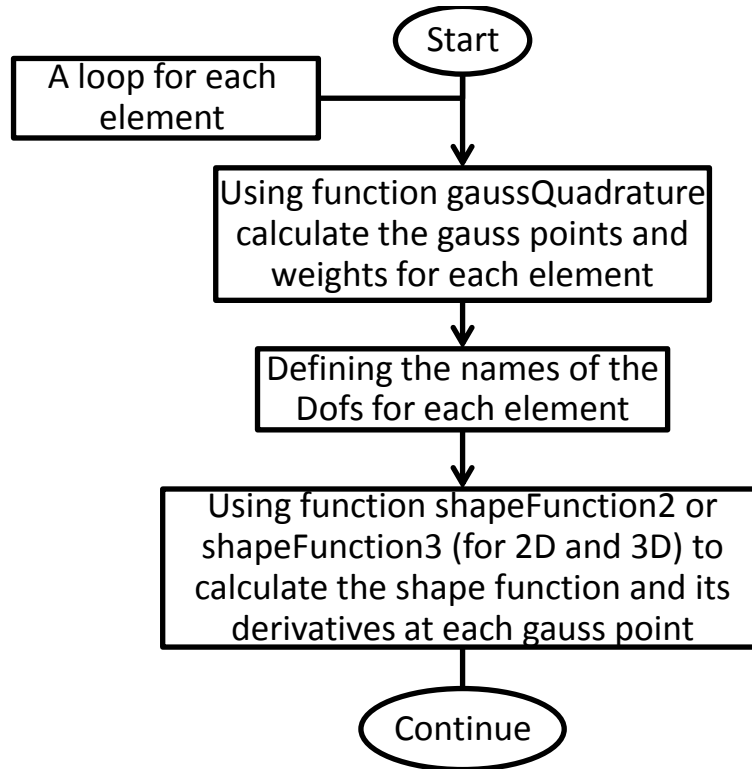 Start
A loop for each
element
Using function gaussQuadrature
calculate the gauss points and
weights for each element
Defining the names of the
Dofs for each element
Using function shapeFunction2 or
shapeFunction3 (for 2D and 3D) to
calculate the shape function and its
derivatives at each gauss point
Continue